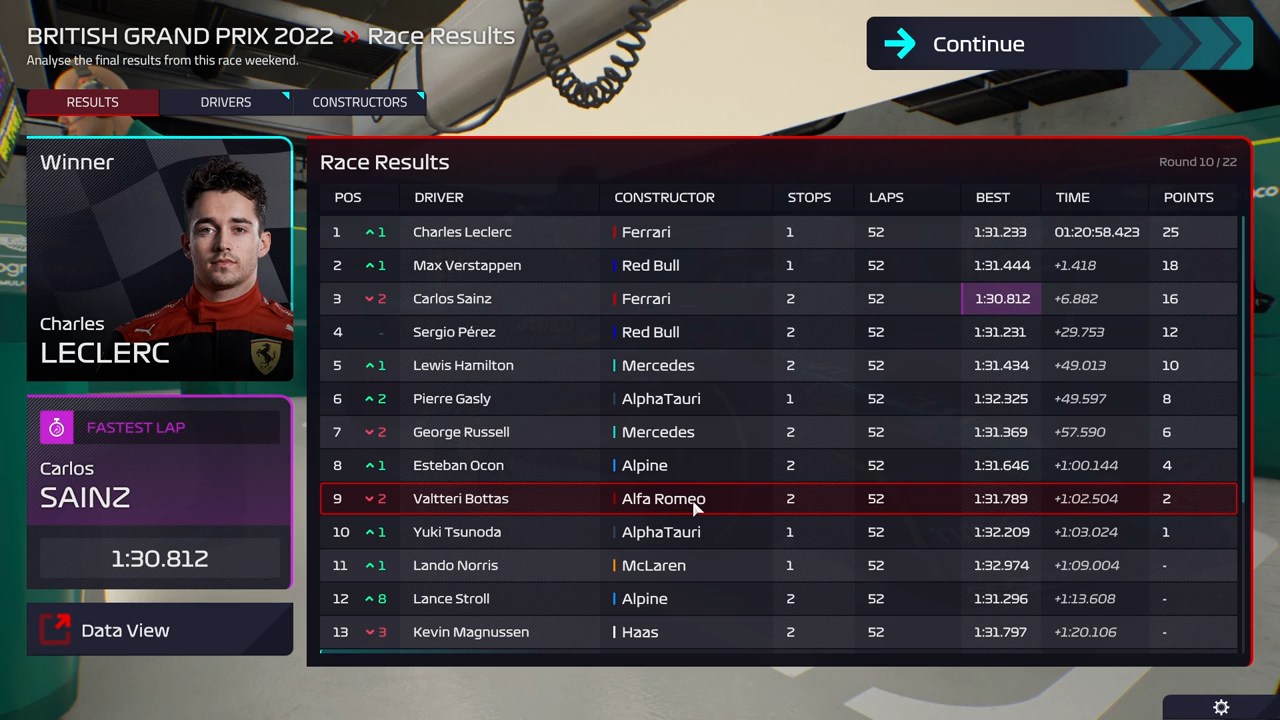 BRITISH GRAND PRIX 2022 » Race Results
Analyse the final results from this race weekend.
Continue
RESULTS DRIVERS CONSTRUCTORS
Winner
Charles
LECLERC
FASTEST LAP
Carlos
SAINZ
1:30.812
Data View
Race Results Round 10 / 22
POS DRIVER CONSTRUCTOR STOPS LAPS BEST TIME POINTS
1 1 Charles Leclerc Ferrari 1 52 1:31.233 01:20:58.423 25
2 1 Max Verstappen Red Bull 1 52 1:31.444 +1.418 18
3 2 Carlos Sainz Ferrari 2 52 1:30.812 +6.882 16
4 - Sergio Pérez Red Bull 2 52 1:31.231 +29.753 12
5 1 Lewis Hamilton Mercedes 2 52 1:31.434 +49.013 10
6 2 Pierre Gasly AlphaTauri 1 52 1:32.325 +49.597 8
7 2 George Russell Mercedes 2 52 1:31.369 +57.590 6
8 1 Esteban Ocon Alpine 2 52 1:31.646 +1:00.144 4
9 2 Valtteri Bottas Alfa Romeo 2 52 1:31.789 +1:02.504 2
10 1 Yuki Tsunoda AlphaTauri 1 52 1:32.209 +1:03.024 1
11 1 Lando Norris McLaren 1 52 1:32.974 +1:09.004 -
12 8 Lance Stroll Alpine 2 52 1:31.296 +1:13.608 -
13 3 Kevin Magnussen Haas 2 52 1:31.797 +1:20.106 -